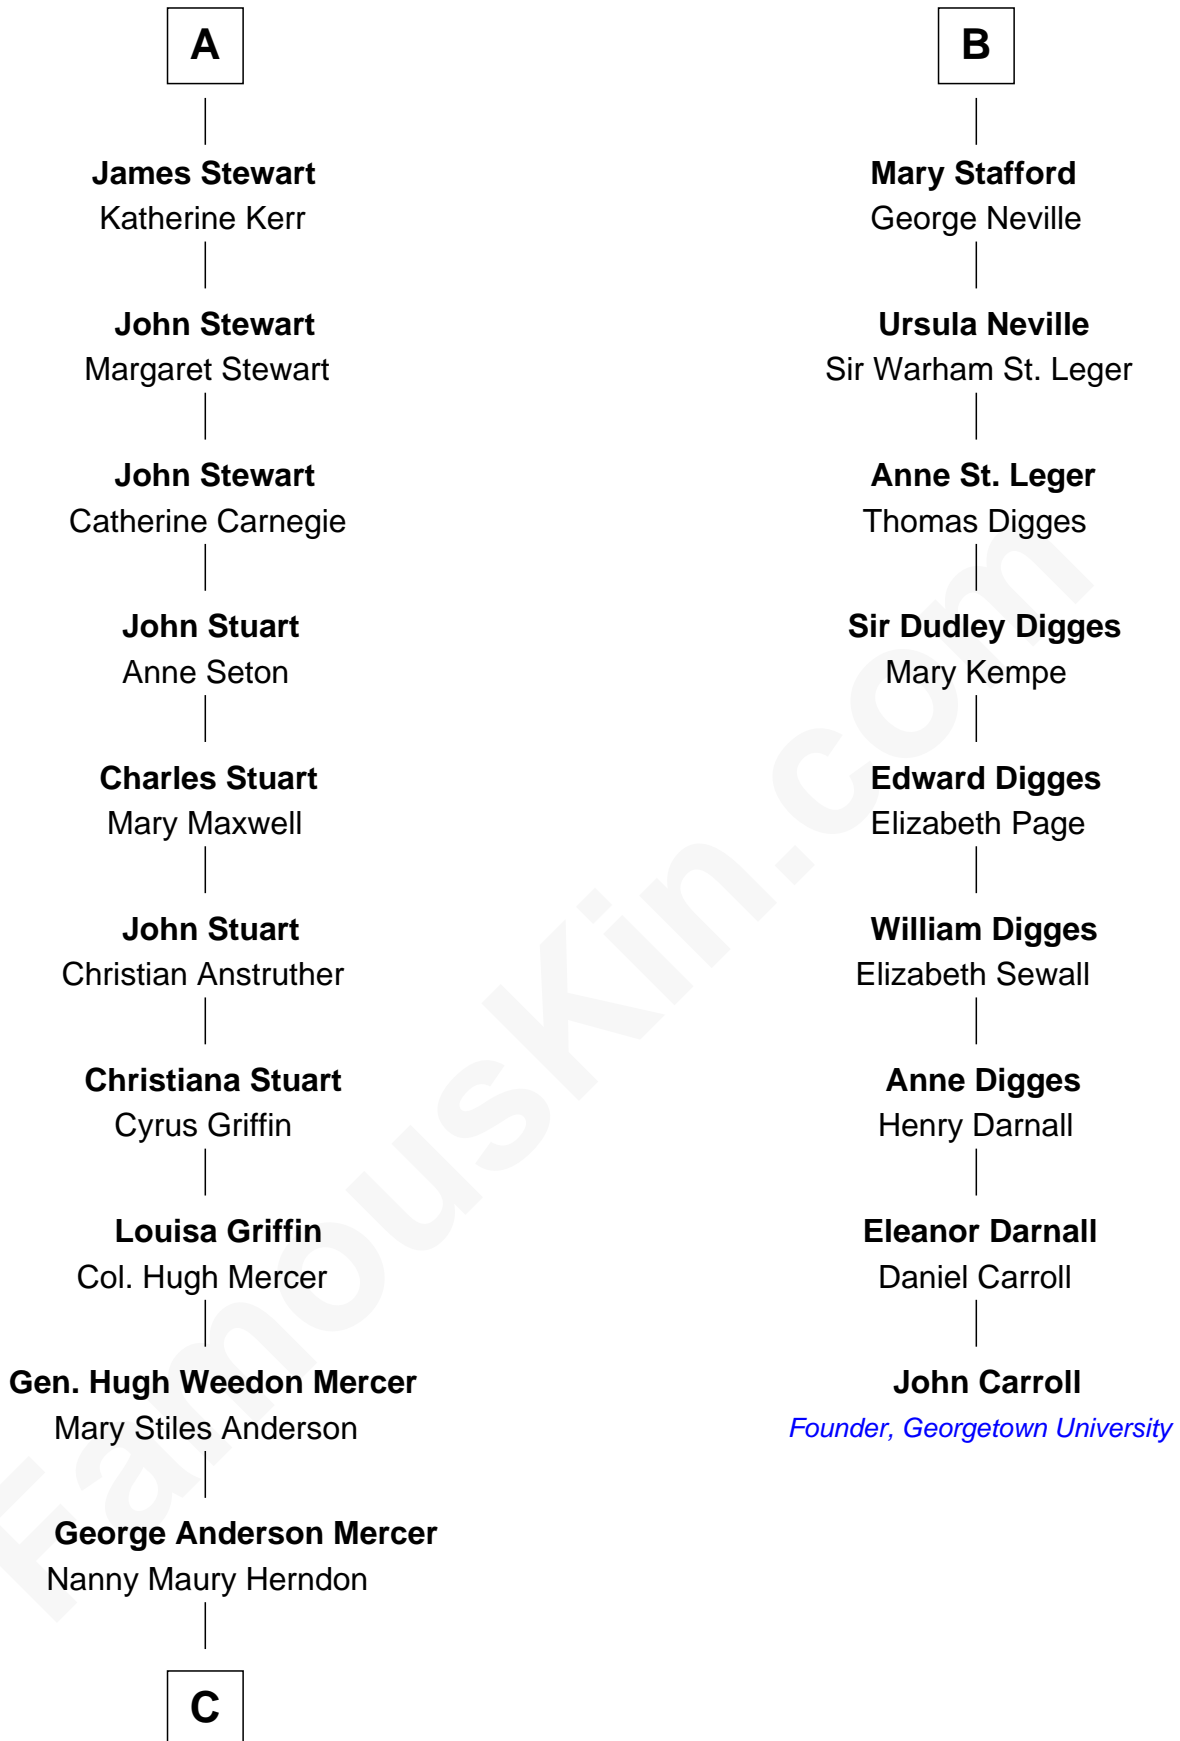 A
James Stewart
Katherine Kerr
John Stewart
Margaret Stewart
John Stewart
Catherine Carnegie
John Stuart
Anne Seton
Charles Stuart
Mary Maxwell
John Stuart
Christian Anstruther
Christiana Stuart
Cyrus Griffin
Louisa Griffin
Col. Hugh Mercer
Gen. Hugh Weedon Mercer
Mary Stiles Anderson
George Anderson Mercer
Nanny Maury Herndon
C
B
Mary Stafford
George Neville
Ursula Neville
Sir Warham St. Leger
Anne St. Leger
Thomas Digges
Sir Dudley Digges
Mary Kempe
Edward Digges
Elizabeth Page
William Digges
Elizabeth Sewall
Anne Digges
Henry Darnall
Eleanor Darnall
Daniel Carroll
John Carroll
Founder, Georgetown University
FamousKin.com